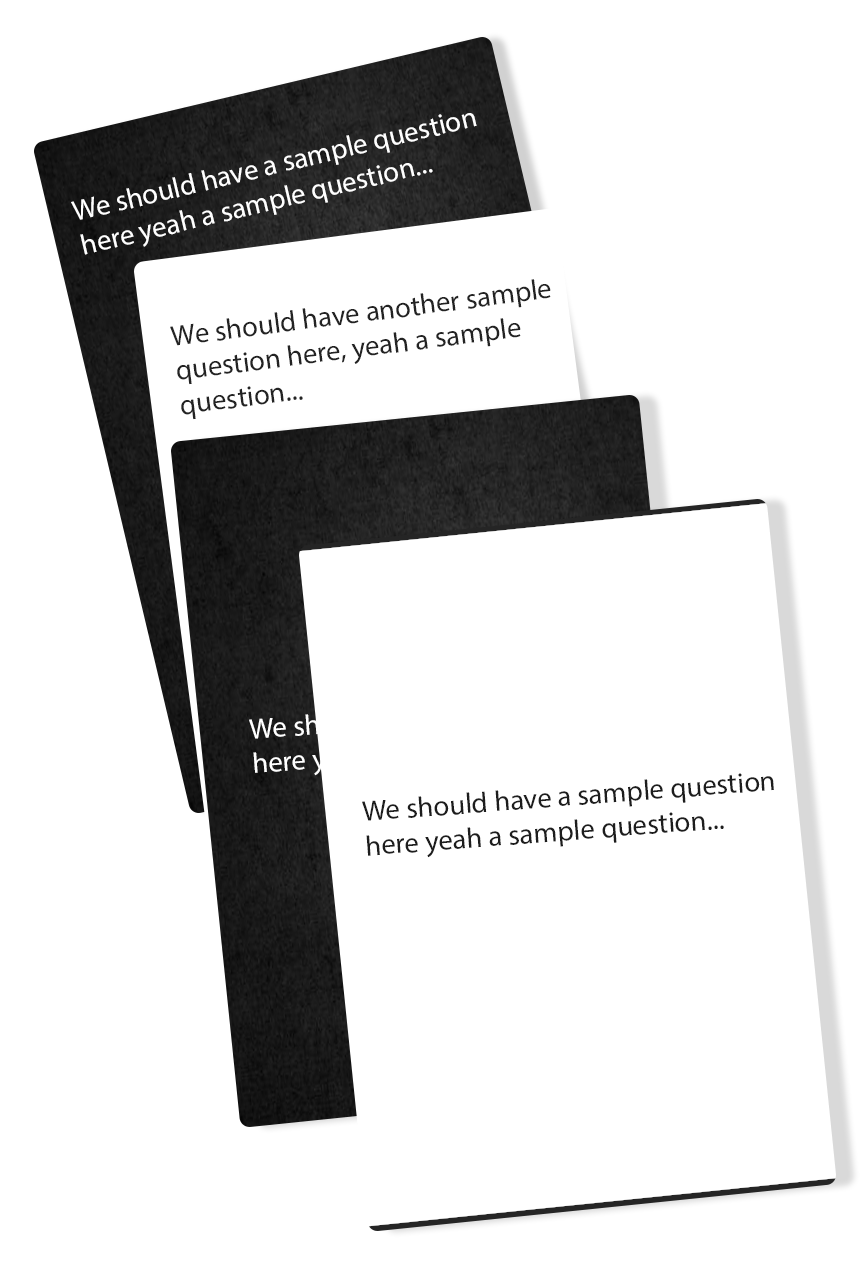 We should have a sample question
here yeah a sample question...
We should have another sample
question here, yeah a sample
question...
We sh
here y
We should have a sample question
here yeah a sample question...